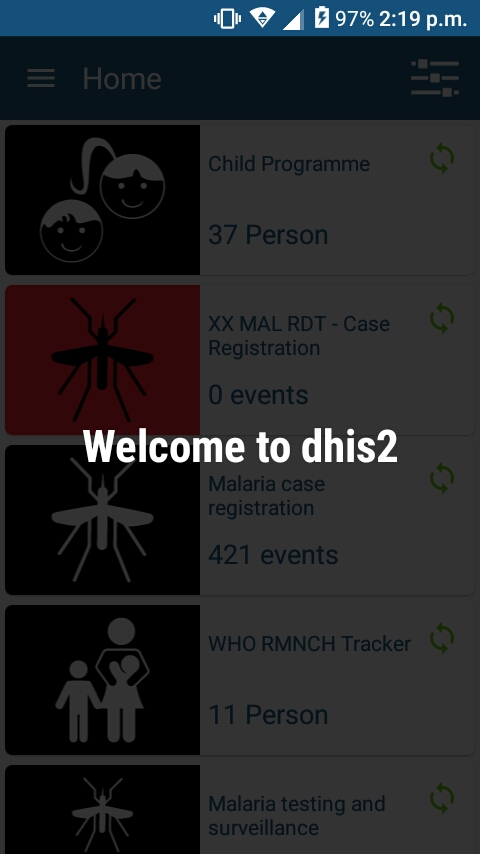 97% 2:19 p.m.
Home
Child Programme
37 Person
XX MAL RDT - Case
Registration
0 events
Welcome to dhis2
Malaria case
registration
421 events
WHO RMNCH Tracker
11 Person
Malaria testing and
surveillance